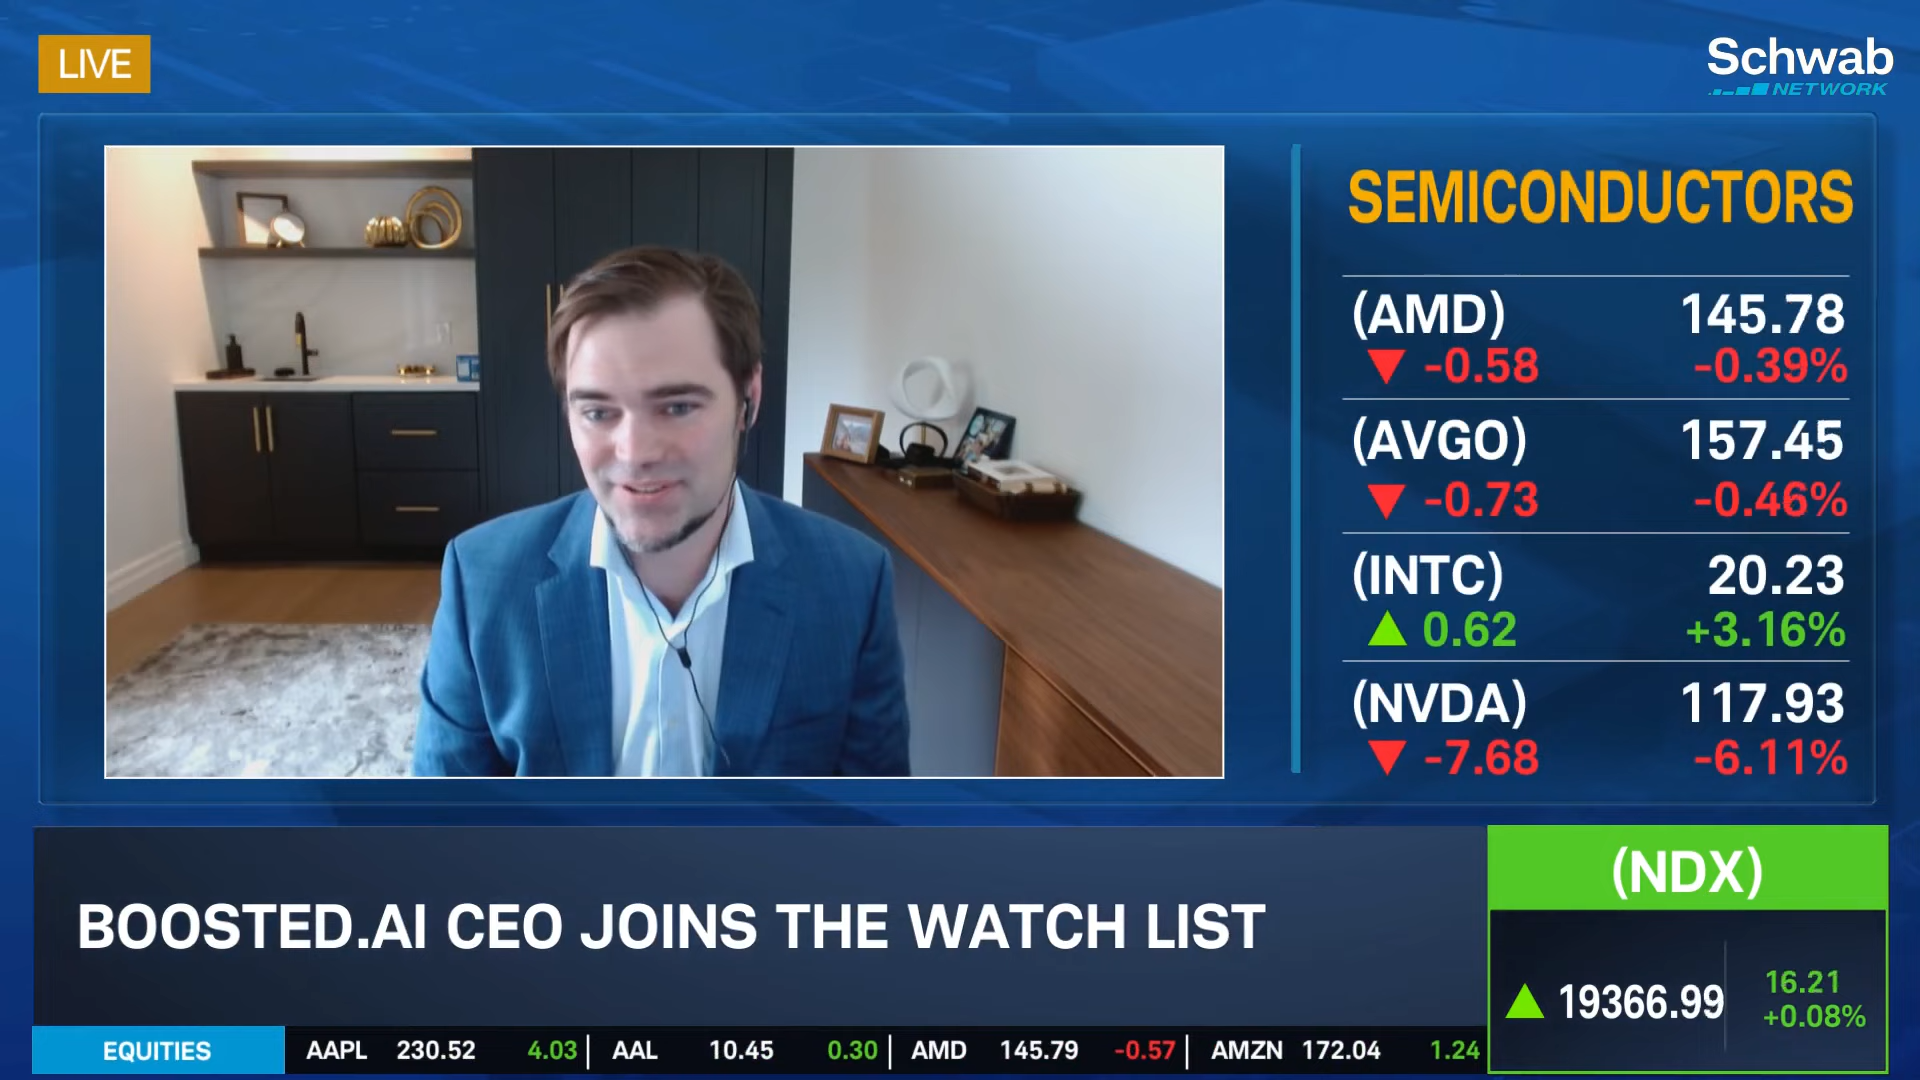 LIVE
Schwab
NETWORK
SEMICONDUCTORS
(AMD) 145.78
▼ -0.58 -0.39%
(AVGO) 157.45
▼ -0.73 -0.46%
(INTC) 20.23
▲ 0.62 +3.16%
(NVDA) 117.93
▼ -7.68 -6.11%
BOOSTED.AI CEO JOINS THE WATCH LIST
(NDX)
▲ 19366.99 16.21
+0.08%
EQUITIES AAPL 230.52 4.03 | AAL 10.45 0.30 | AMD 145.79 -0.57 | AMZN 172.04 1.24